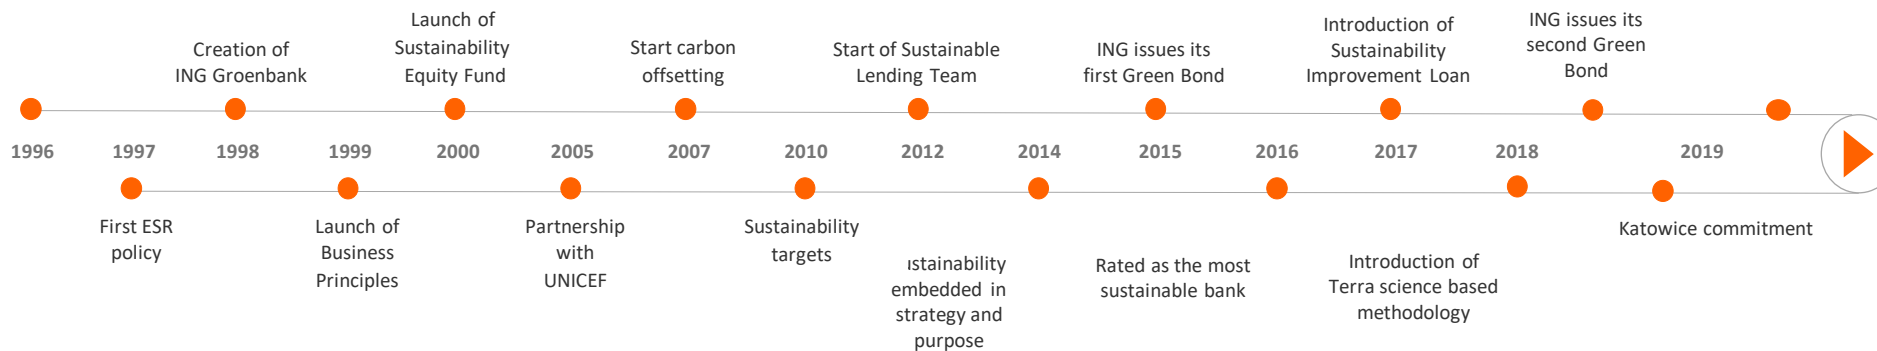 Creation of
ING Groenbank
Launch of
Sustainability
Equity Fund
Start carbon
offsetting
Start of Sustainable
Lending Team
ING issues its
first Green Bond
Introduction of
Sustainability
Improvement Loan
ING issues its
second Green
Bond
1996 1997 1998 1999 2000 2005 2007 2010 2012 2014 2015 2016 2017 2018 2019
First ESR
policy
Launch of
Business
Principles
Partnership
with
UNICEF
Sustainability
targets
ıstainability
embedded in
strategy and
purpose
Rated as the most
sustainable bank
Introduction of
Terra science based
methodology
Katowice commitment